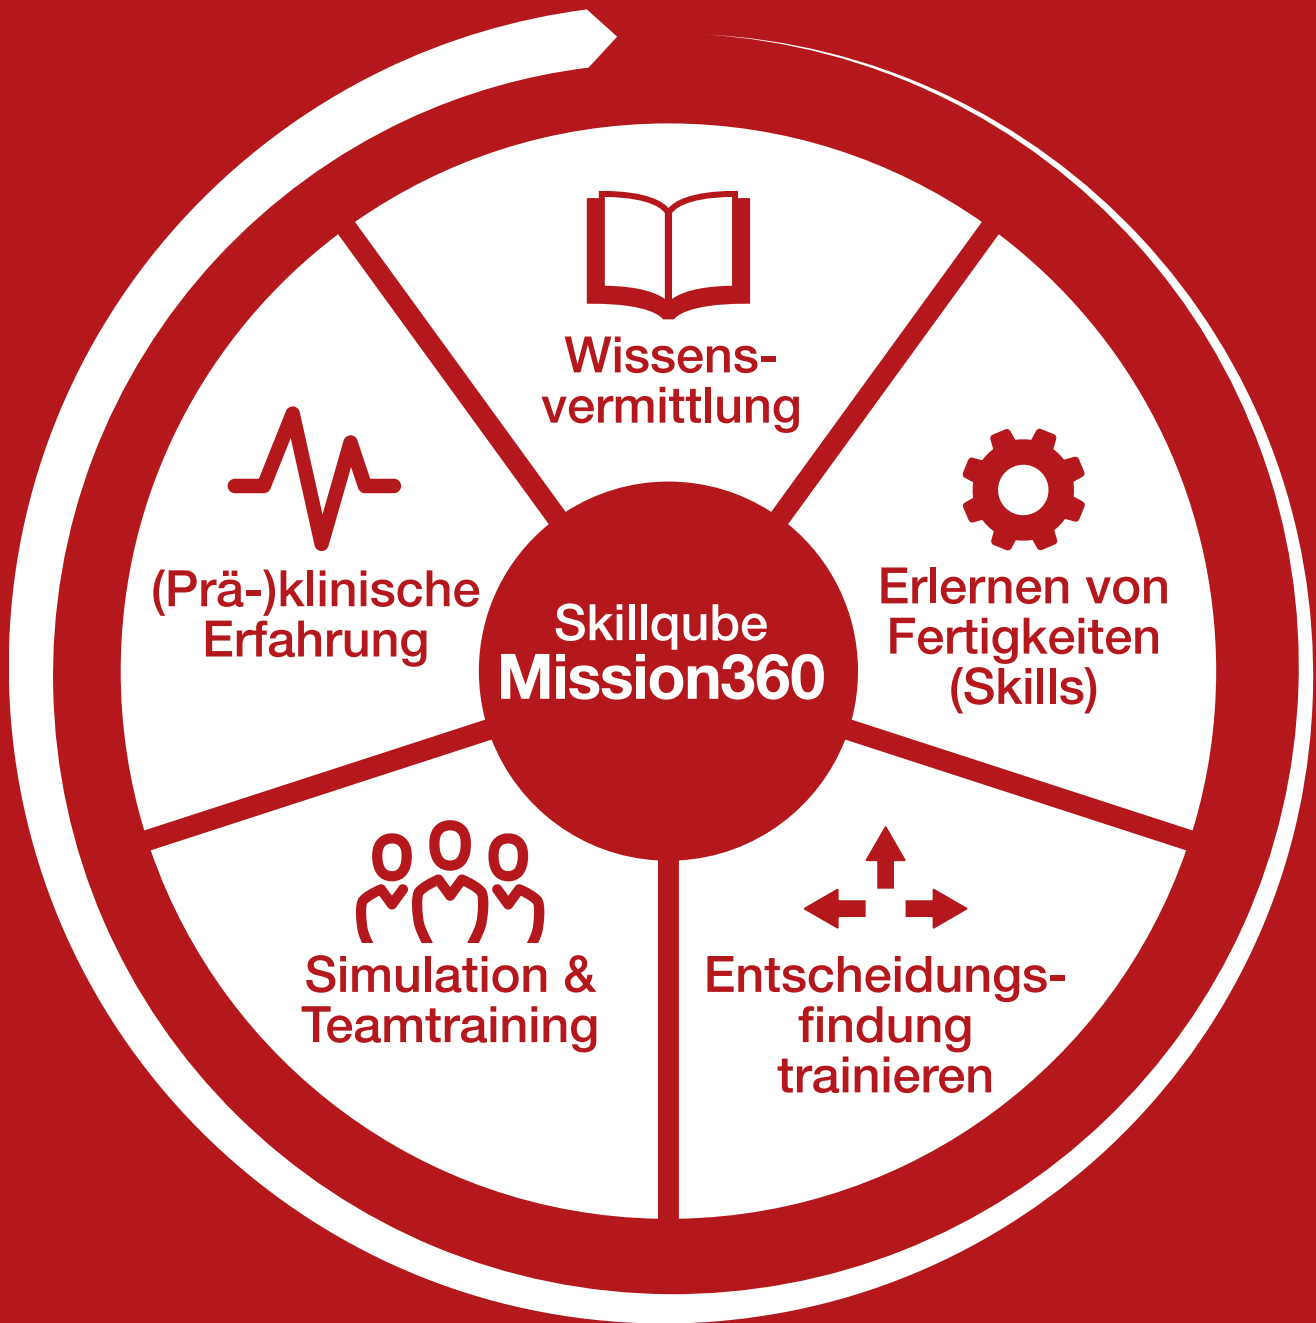 Wissens-
vermittlung
Erlernen von
Fertigkeiten
(Skills)
Entscheidungs-
findung
trainieren
Simulation &
Teamtraining
(Prä-)klinische
Erfahrung
Skillqube
Mission360